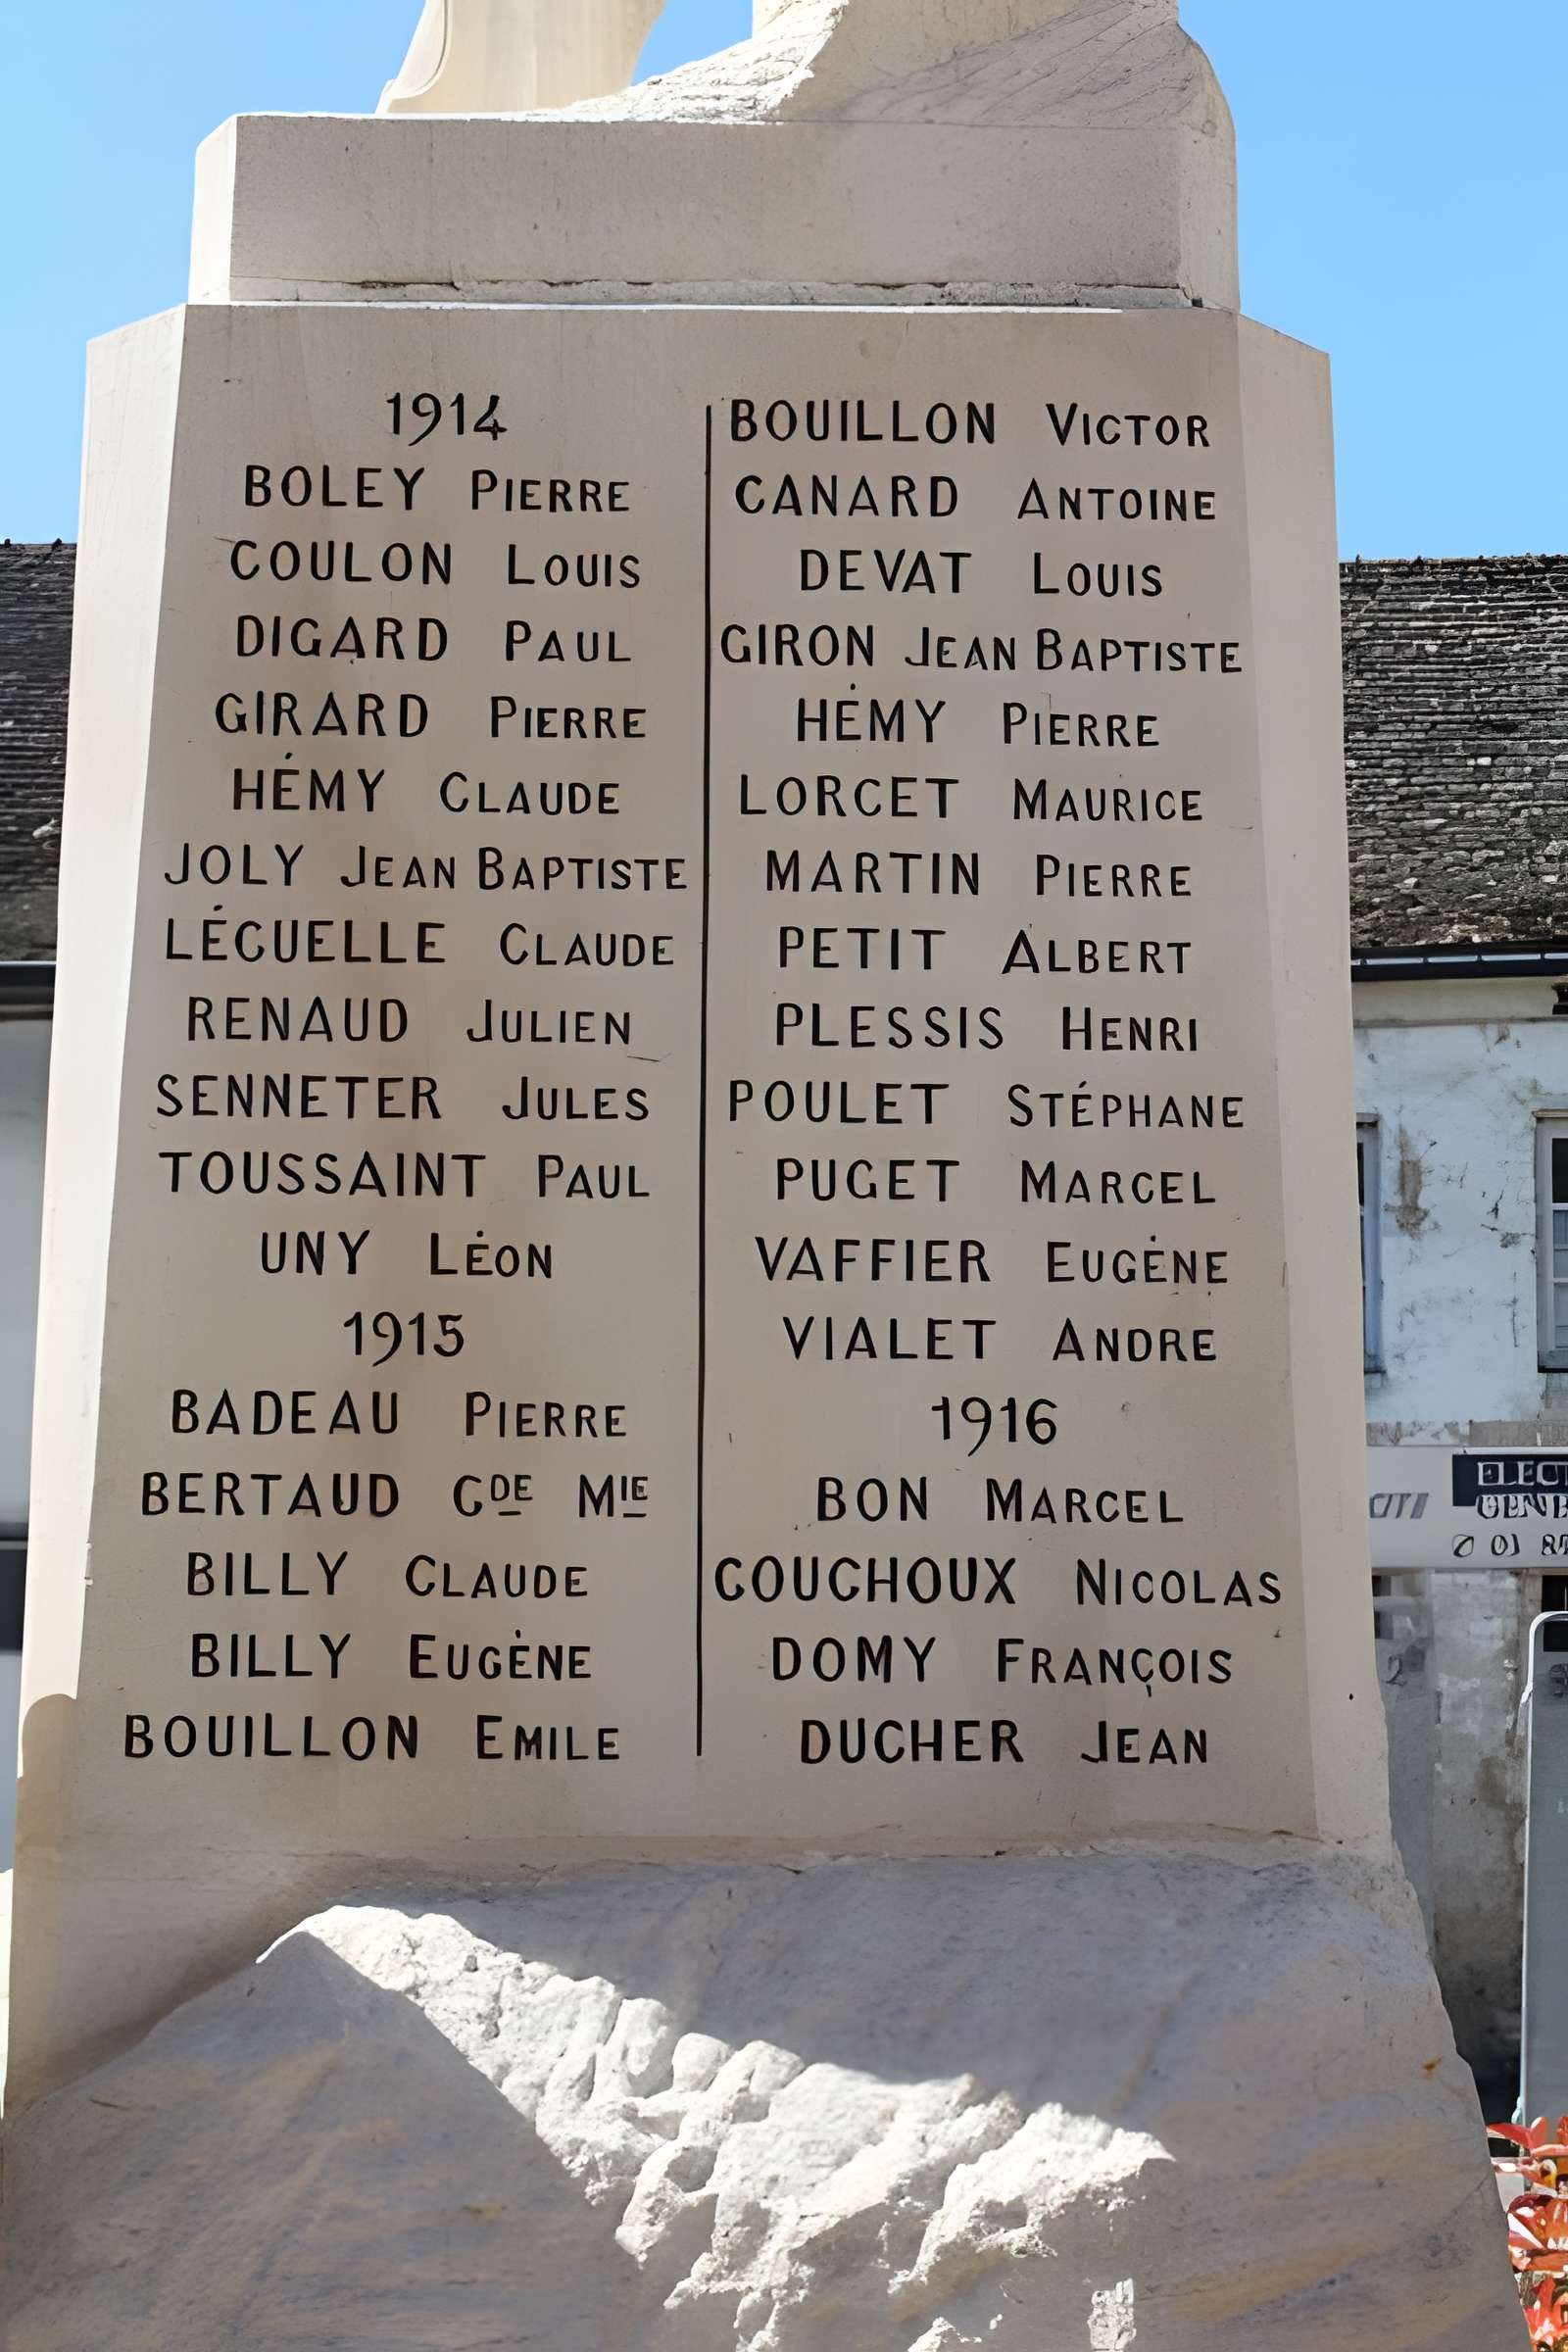 1914
BOLEY PIERRE
COULON LOUIS
DIGARD PAUL
GIRARD PIERRE
HÉMY CLAUDE
JOLY JEAN BAPTISTE
LÉCUELLE CLAUDE
RENAUD JULIEN
SENNETER JULES
TOUSSAINT PAUL
UNY LÉON
1915
BADEAU PIERRE
BERTAUD GDE MIE
BILLY CLAUDE
BILLY EUGÈNE
BOUILLON EMILE
BOUILLON VICTOR
CANARD ANTOINE
DEVAT LOUIS
GIRON JEAN BAPTISTE
HÉMY PIERRE
LORCET MAURICE
MARTIN PIERRE
PETIT ALBERT
PLESSIS HENRI
POULET STÉPHANE
PUGET MARCEL
VAFFIER EUGÈNE
VIALET ANDRE
1916
BON MARCEL
COUCHOUX NICOLAS
DOMY FRANÇOIS
DUCHER JEAN